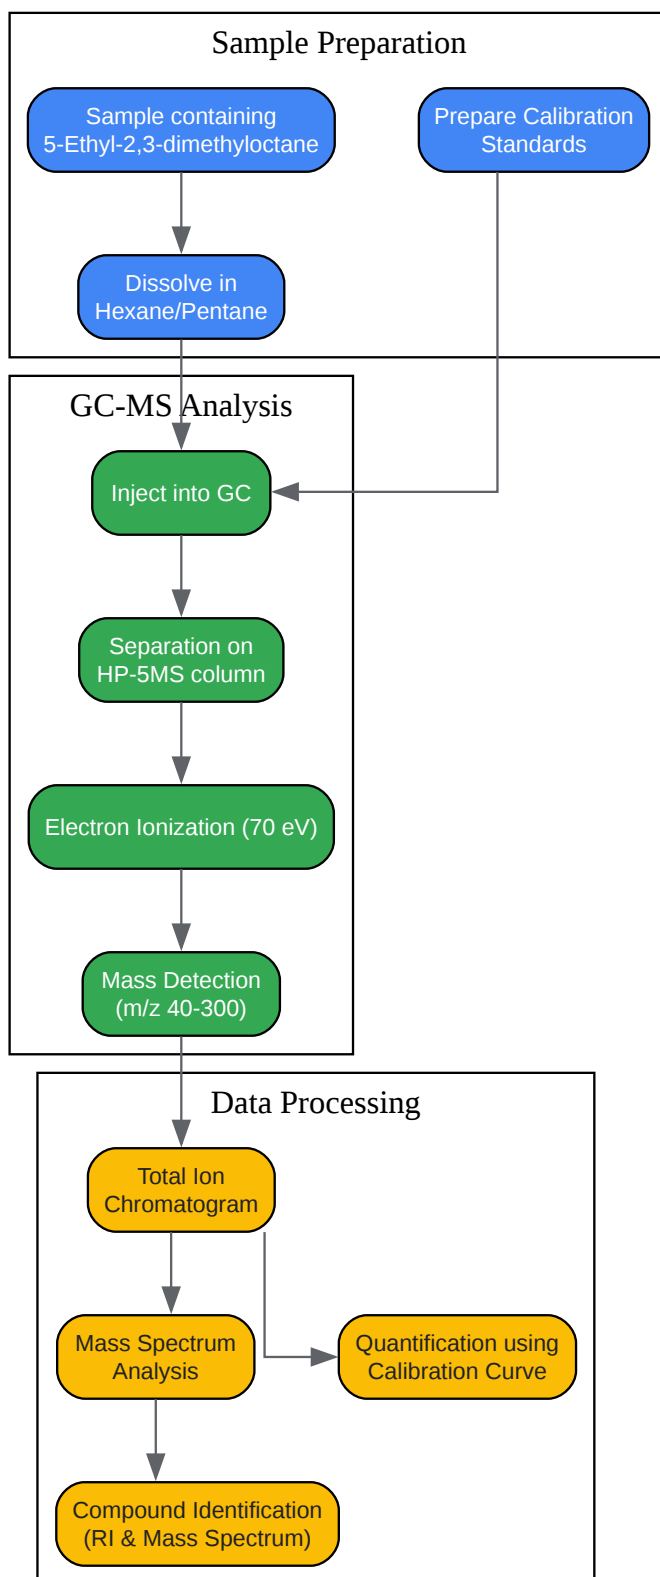 Sample Preparation
Sample containing
5-Ethyl-2,3-dimethyloctane
Prepare Calibration
Standards
Dissolve in
Hexane/Pentane
GC-MS Analysis
Inject into GC
Separation on
HP-5MS column
Electron Ionization (70 eV)
Mass Detection
(m/z 40-300)
Data Processing
Total Ion
Chromatogram
Mass Spectrum
Analysis
Quantification using
Calibration Curve
Compound Identification
(RI & Mass Spectrum)